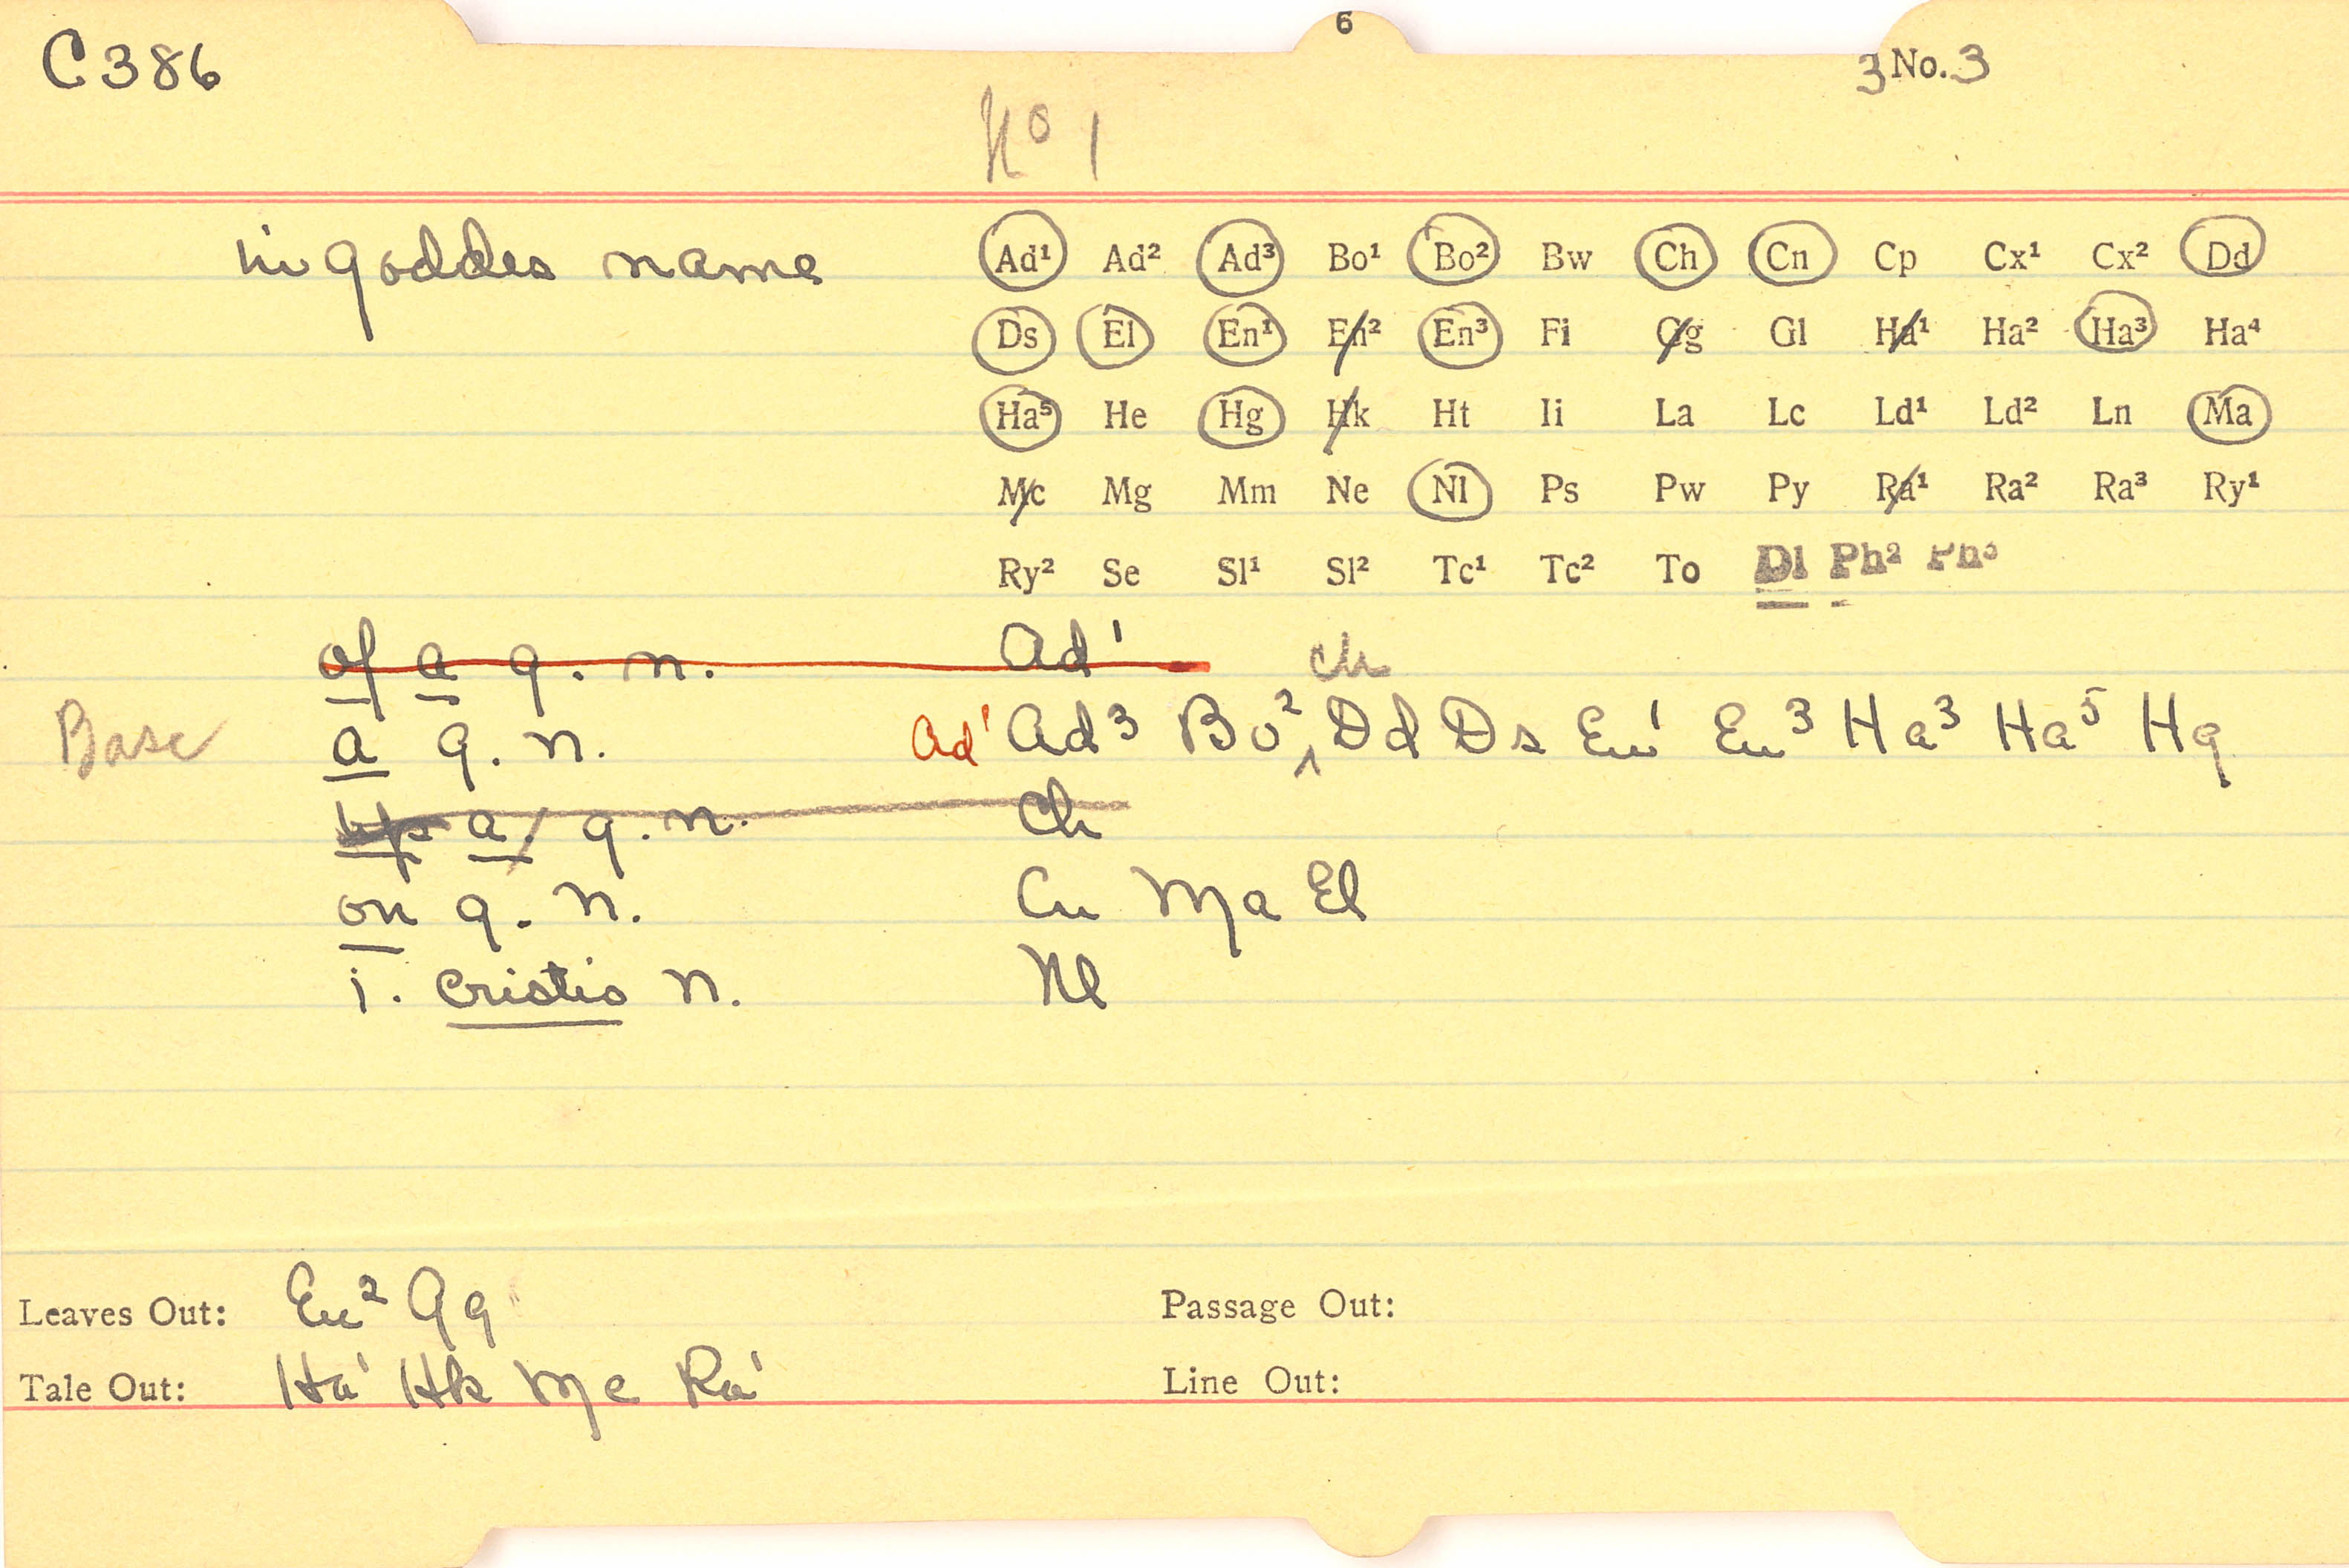 6
C386 3 No. 3
No 1
in goddes name Ad¹ Ad² Ad³ Bo¹ Bo² Bw Ch Cn Cp Cx¹ Cx² Dd
Ds El En¹ En² En³ Fi Gg Gl Ha¹ Ha² Ha³ Ha⁴
Ha⁵ He Hg Hk Ht Ii La Lc Ld¹ Ld² Ln Ma
Mc Mg Mm Ne Nl Ps Pw Py Ra¹ Ra² Ra³ Ry¹
Ry² Se Sl¹ Sl² Tc¹ Tc² To Dl Ph² Ph³
of a g. n. Ad¹
Base a g. n. Ad¹ Ad³ Bo² Ch Dd Ds En¹ En³ Ha³ Ha⁵ Hg
a g. n. Ch
on g. n. Cn Ma El
i. cristis n. Nl
Leaves Out: En² Gg Passage Out:
Tale Out: Ha¹ Hk Mc Ra¹ Line Out: